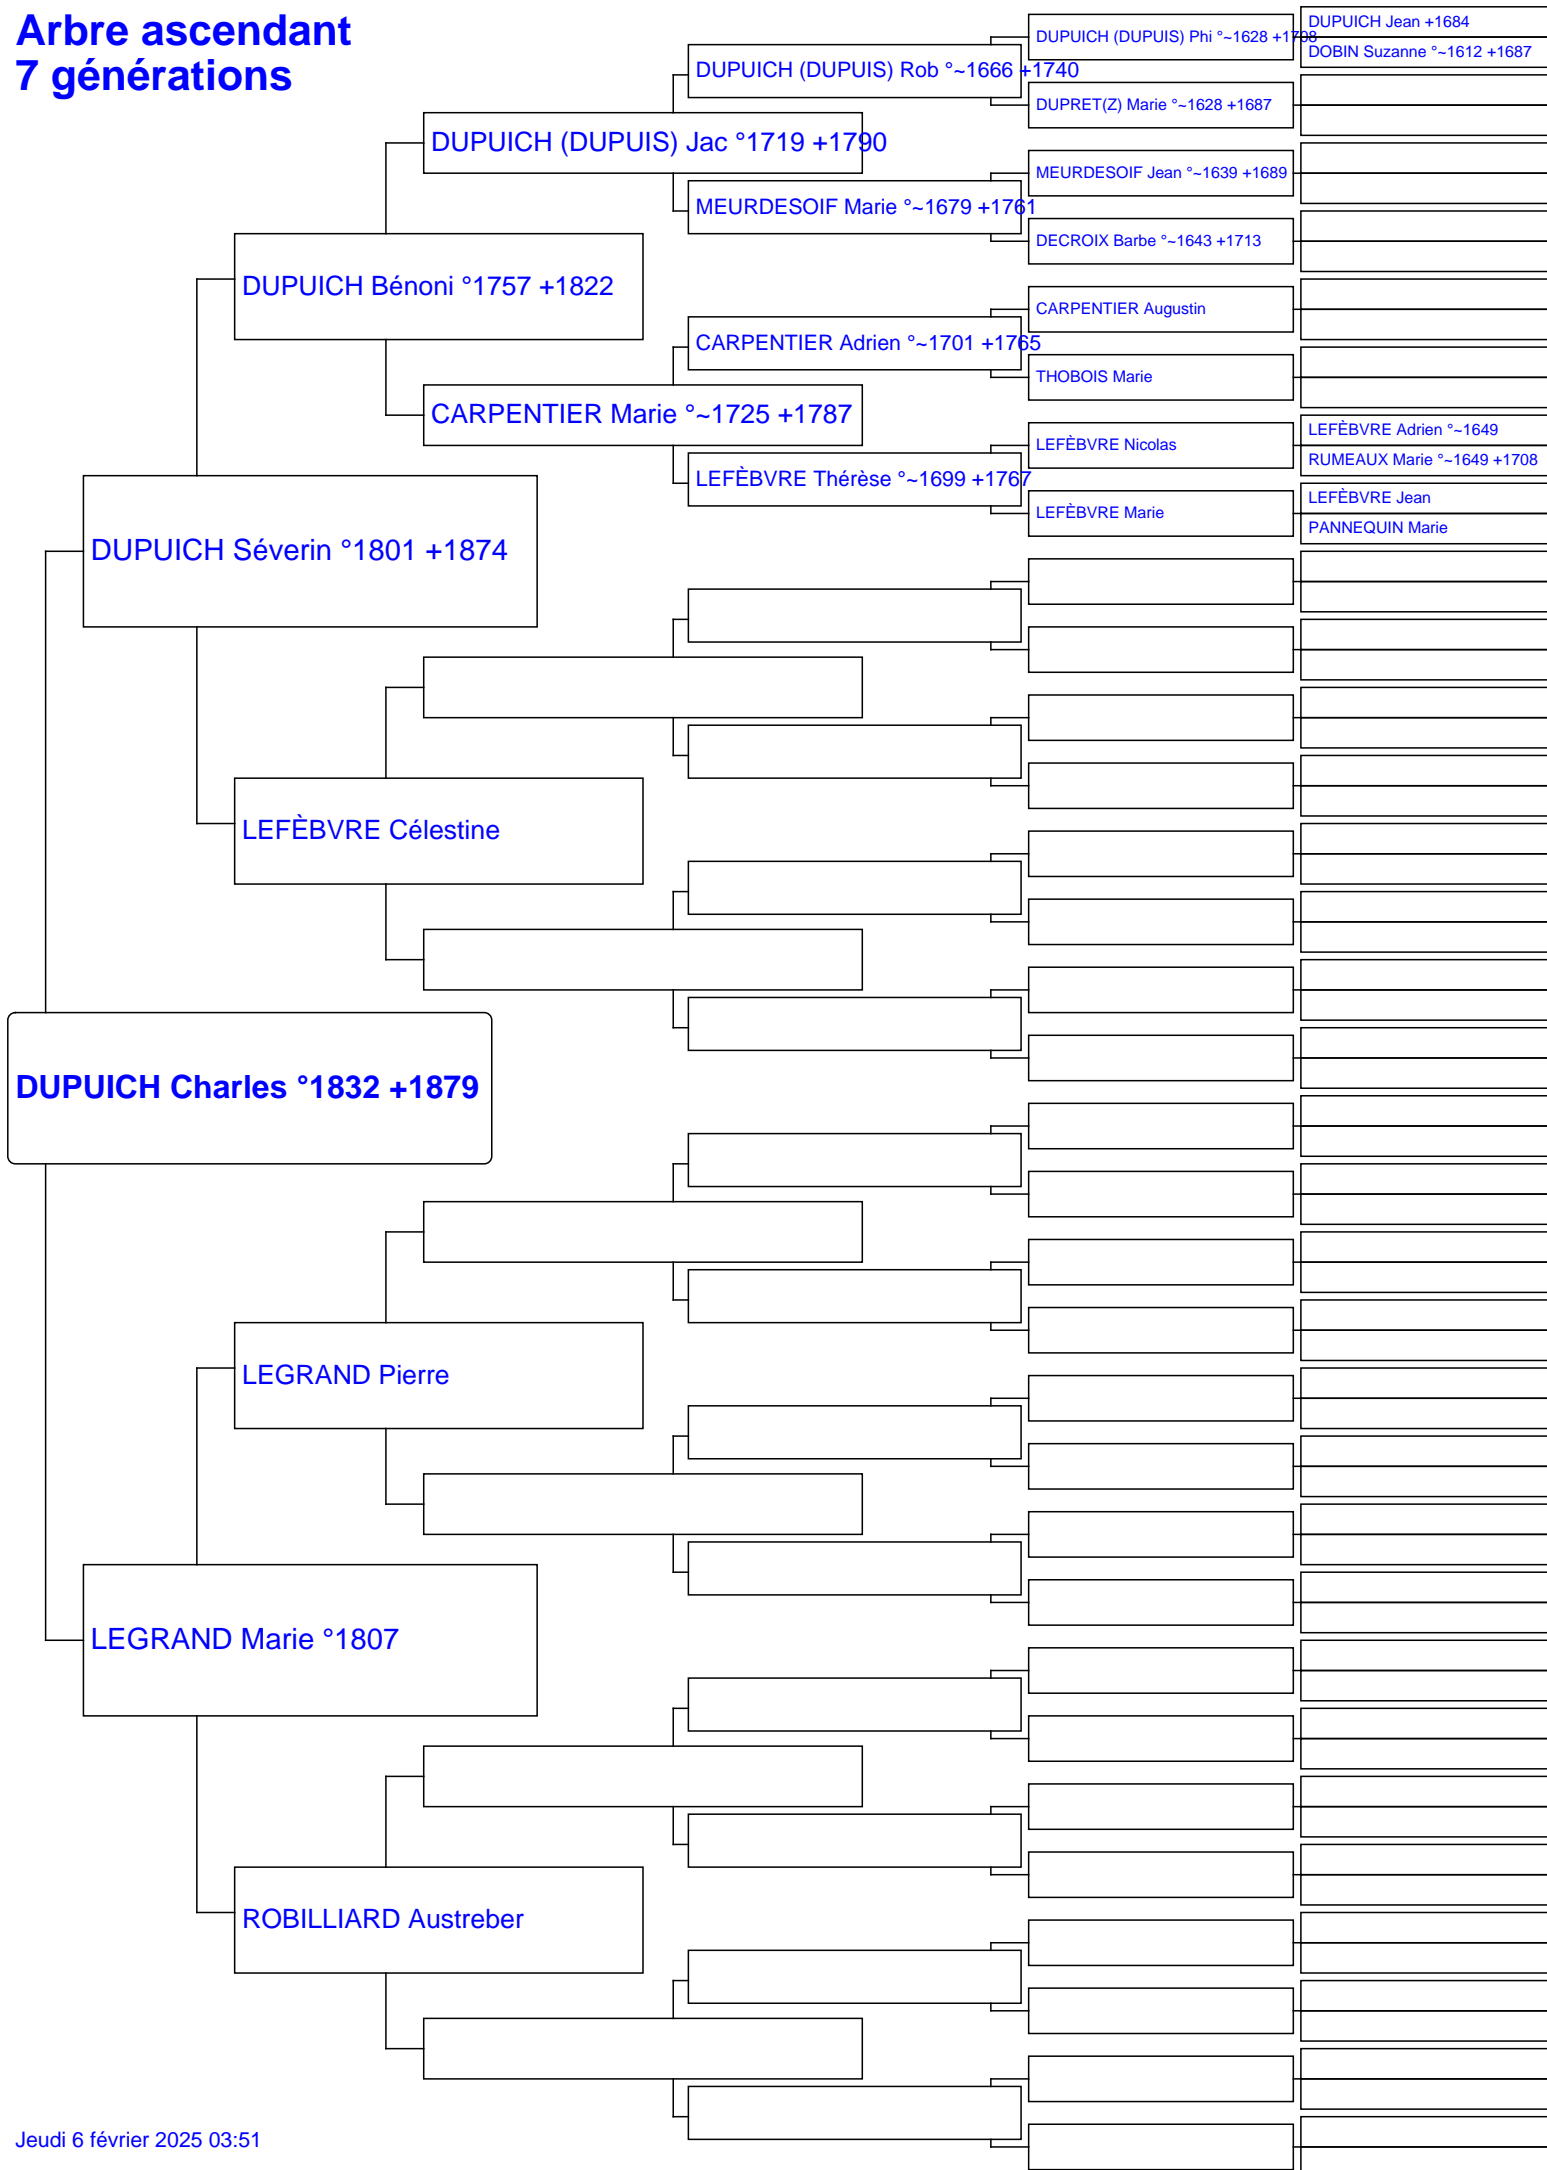 Arbre ascendant
7 générations
DUPUICH Jean +1684
DUPUICH (DUPUIS) Phi °~1628 +1708
DOBIN Suzanne °~1612 +1687
DUPUICH (DUPUIS) Rob °~1666 +1740
DUPRET(Z) Marie °~1628 +1687
DUPUICH (DUPUIS) Jac °1719 +1790
MEURDESOIF Jean °~1639 +1689
MEURDESOIF Marie °~1679 +1761
DECROIX Barbe °~1643 +1713
DUPUICH Bénoni °1757 +1822
CARPENTIER Augustin
CARPENTIER Adrien °~1701 +1765
THOBOIS Marie
CARPENTIER Marie °~1725 +1787
LEFÈBVRE Adrien °~1649
LEFÈBVRE Nicolas
RUMEAUX Marie °~1649 +1708
LEFÈBVRE Thérèse °~1699 +1767
LEFÈBVRE Jean
LEFÈBVRE Marie
PANNEQUIN Marie
DUPUICH Séverin °1801 +1874
LEFÈBVRE Célestine
DUPUICH Charles °1832 +1879
LEGRAND Pierre
LEGRAND Marie °1807
ROBILLIARD Austreber
Jeudi 6 février 2025 03:51